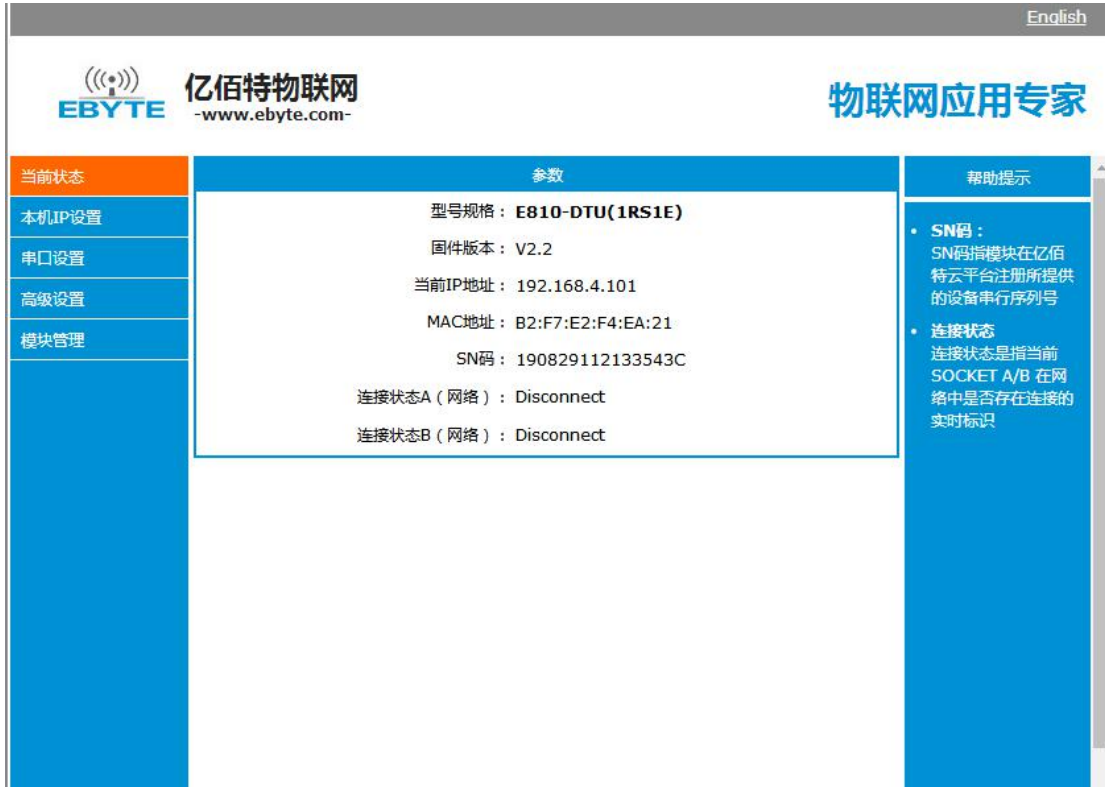 English
EBYTE
亿佰特物联网
-www.ebyte.com-
物联网应用专家
当前状态
本机IP设置
串口设置
高级设置
模块管理
参数
型号规格： E810-DTU(1RS1E)
固件版本： V2.2
当前IP地址： 192.168.4.101
MAC地址： B2:F7:E2:F4:EA:21
SN码： 190829112133543C
连接状态A（网络）： Disconnect
连接状态B（网络）： Disconnect
帮助提示
• SN码：
SN码指模块在亿佰
特云平台注册所提供
的设备串行序列号
• 连接状态
连接状态是指当前
SOCKET A/B 在网
络中是否存在连接的
实时标识